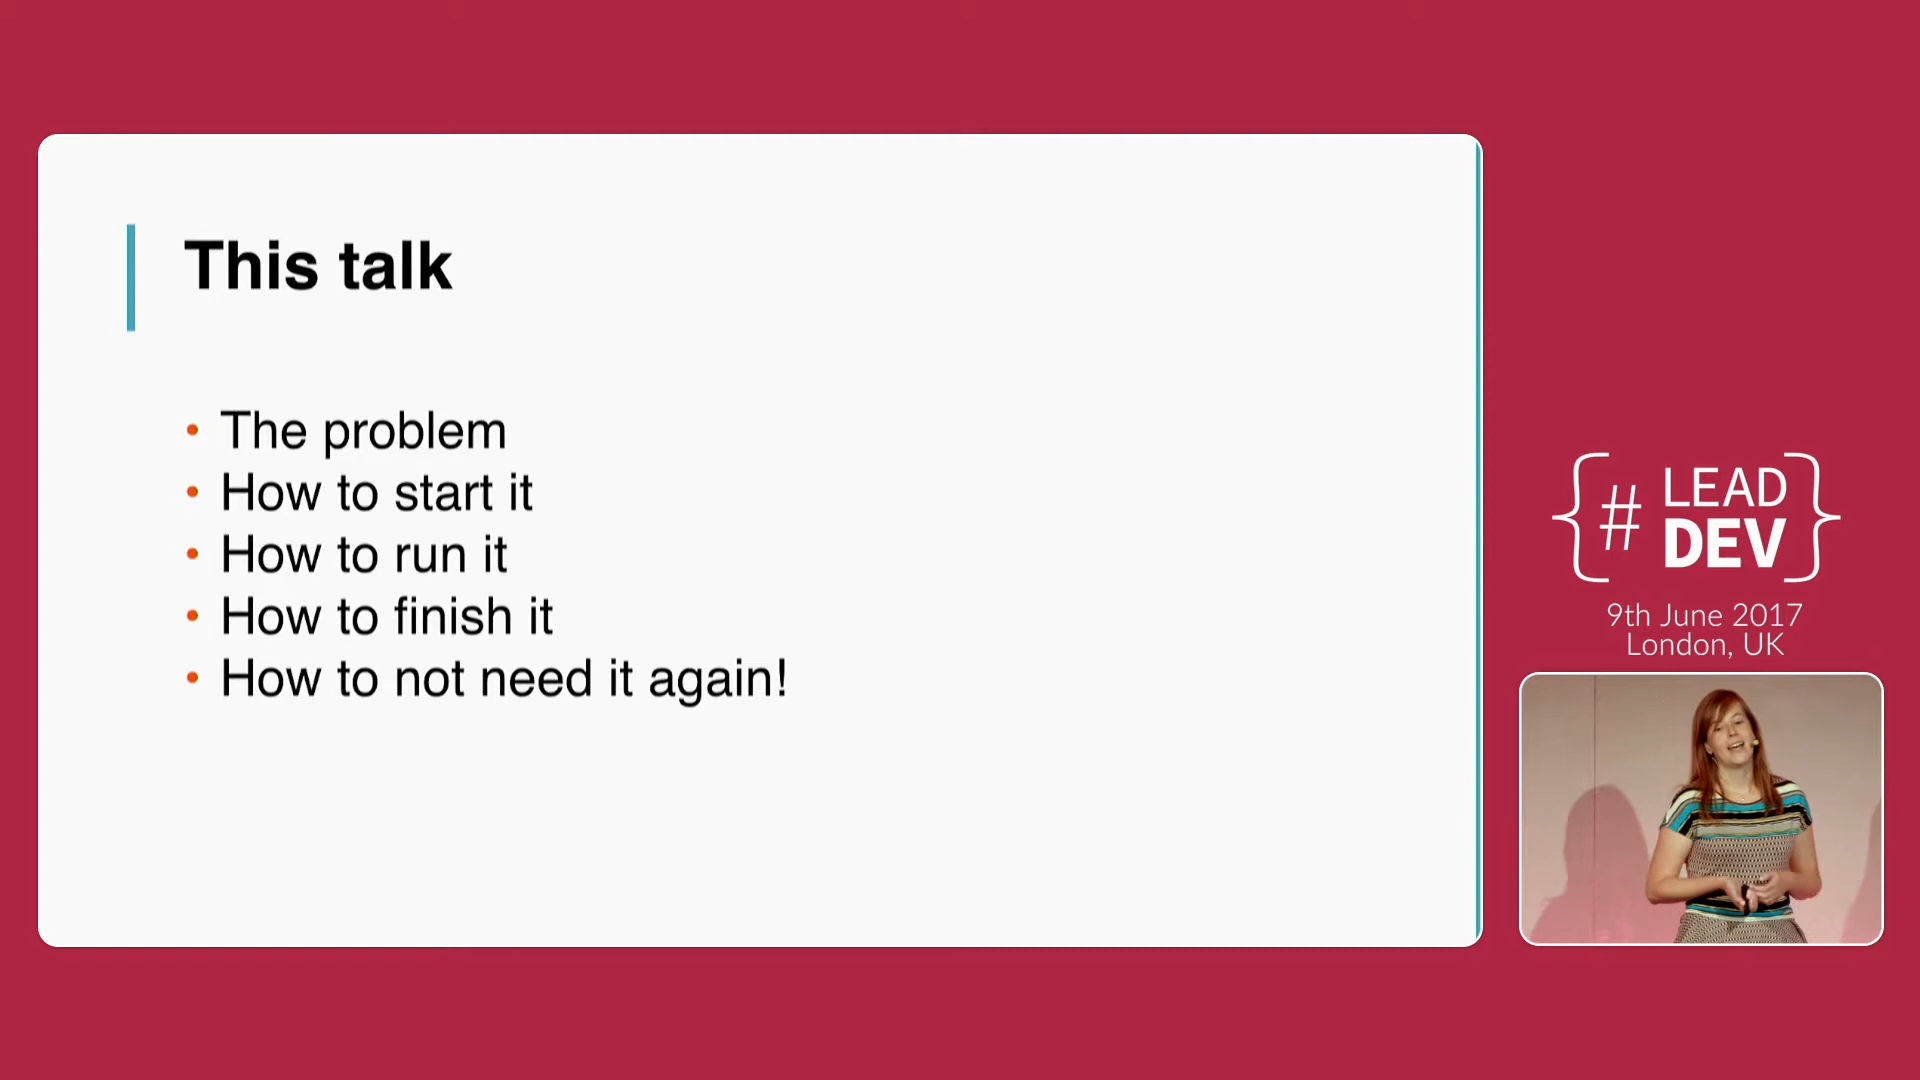 This talk
• The problem
• How to start it
• How to run it
• How to finish it
• How to not need it again!
{# LEAD
DEV}
9th June 2017
London, UK